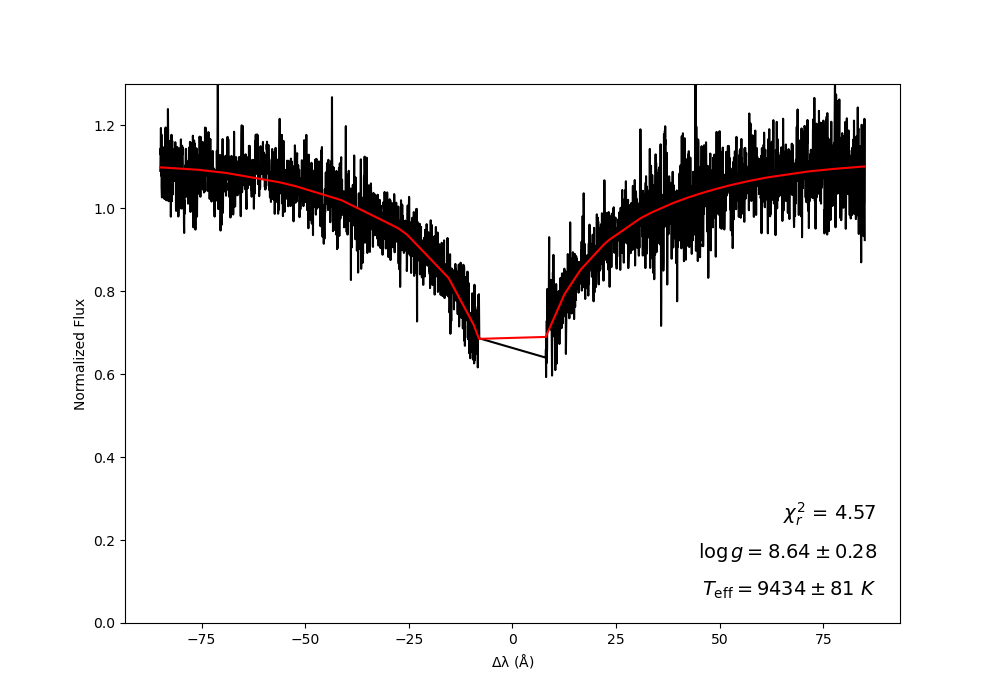 1.2
1.0
0.8
0.6
0.4
0.2
0.0
Normalized Flux
χ²ᵣ = 4.57
log g = 8.64 ± 0.28
T_eff = 9434 ± 81 K
−75 −50 −25 0 25 50 75
Δλ (Å)